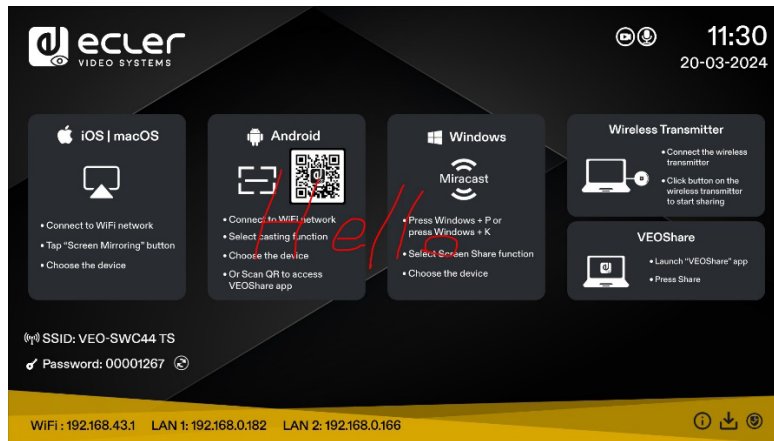 ecler
VIDEO SYSTEMS
11:30
20-03-2024
iOS | macOS
• Connect to WiFi network
• Tap “Screen Mirroring” button
• Choose the device
Android
• Connect to WiFi network
• Select casting function
• Choose the device
• Or Scan QR to access
VEOShare app
Windows
Miracast
• Press Windows + P or
press Windows + K
• Select Screen Share function
• Choose the device
Wireless Transmitter
• Connect the wireless
transmitter
• Click button on the
wireless transmitter
to start sharing
VEOShare
• Launch “VEOShare” app
• Press Share
Hello
SSID: VEO-SWC44 TS
Password: 00001267
WiFi : 192.168.43.1 LAN 1: 192.168.0.182 LAN 2: 192.168.0.166